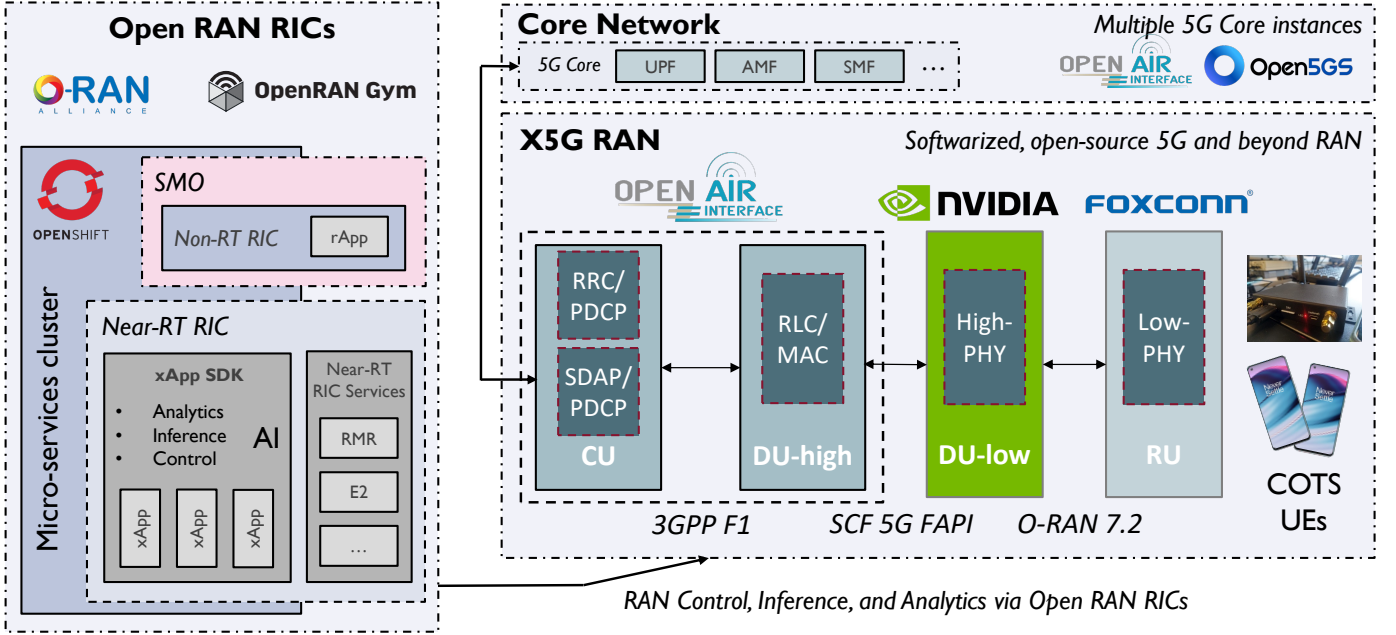 Open RAN RICs
O-RAN
ALLIANCE
OpenRAN Gym
OPENSHIFT
SMO
Non-RT RIC
rApp
Micro-services cluster
Near-RT RIC
xApp SDK
• Analytics
• Inference
• Control
AI
xApp
xApp
xApp
Near-RT
RIC Services
RMR
E2
...
Core Network
Multiple 5G Core instances
5G Core
UPF
AMF
SMF
...
OPEN AIR
INTERFACE
Open5GS
X5G RAN
Softwarized, open-source 5G and beyond RAN
OPEN AIR
INTERFACE
NVIDIA
FOXCONN®
RRC/
PDCP
SDAP/
PDCP
CU
RLC/
MAC
DU-high
High-
PHY
DU-low
Low-
PHY
RU
Never
Settle
Never
Settle
COTS
UEs
3GPP F1
SCF 5G FAPI
O-RAN 7.2
RAN Control, Inference, and Analytics via Open RAN RICs